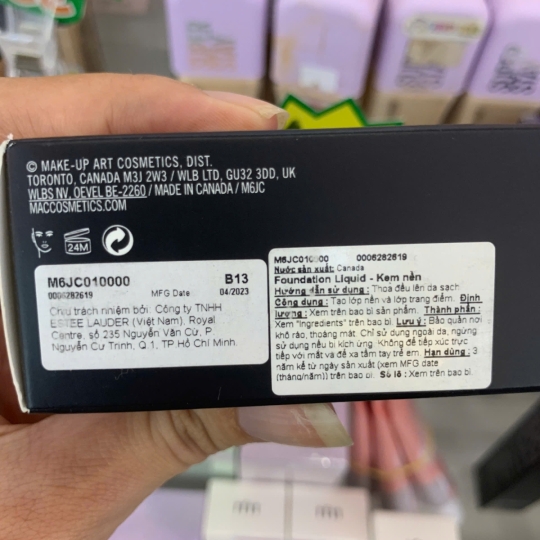 © MAKE-UP ART COSMETICS, DIST.
TORONTO, CANADA M3J 2W3 / WLB LTD, GU32 3DD, UK
WLBS NV, OEVEL BE-2260 / MADE IN CANADA / M6JC
MACCOSMETICS.COM
24M
M6JC010000 B13
0006282619 MFG Date 04/2023
Chịu trách nhiệm bởi: Công ty TNHH
ESTEE LAUDER (Việt Nam), Royal
Centre, số 235 Nguyễn Văn Cừ, P
Nguyễn Cư Trinh, Q.1, TP Hồ Chí Minh.
M6JC010000 0006282619
Nước sản xuất: Canada
Foundation Liquid - Kem nền
Hướng dẫn sử dụng : Thoa đều lên da sạch.
Công dụng : Tạo lớp nền và lớp trang điểm. Định
lượng : Xem trên bao bì sản phẩm. Thành phần :
Xem "Ingredients" trên bao bì. Lưu ý : Bảo quản nơi
khô ráo, thoáng mát. Chỉ sử dụng ngoài da, ngừng
sử dụng nếu bị kích ứng. Không để tiếp xúc trực
tiếp với mắt và để xa tầm tay trẻ em. Hạn dùng : 3
năm kể từ ngày sản xuất (xem MFG date
(tháng/năm)) trên bao bì. Số lô : Xem trên bao bì.